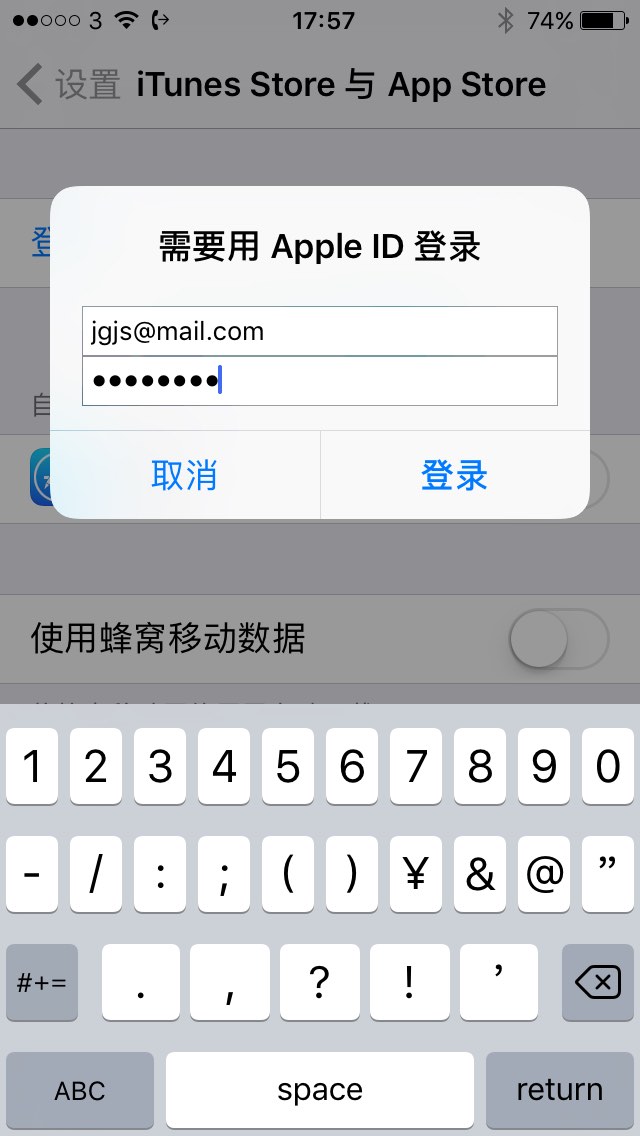 3 17:57 74%
设置 iTunes Store 与 App Store
登
需要用 Apple ID 登录
jgjs@mail.com
••••••••
自
取消 登录
使用蜂窝移动数据
1 2 3 4 5 6 7 8 9 0
- / : ; ( ) ¥ & @ ”
#+= . , ? ! ’
ABC space return